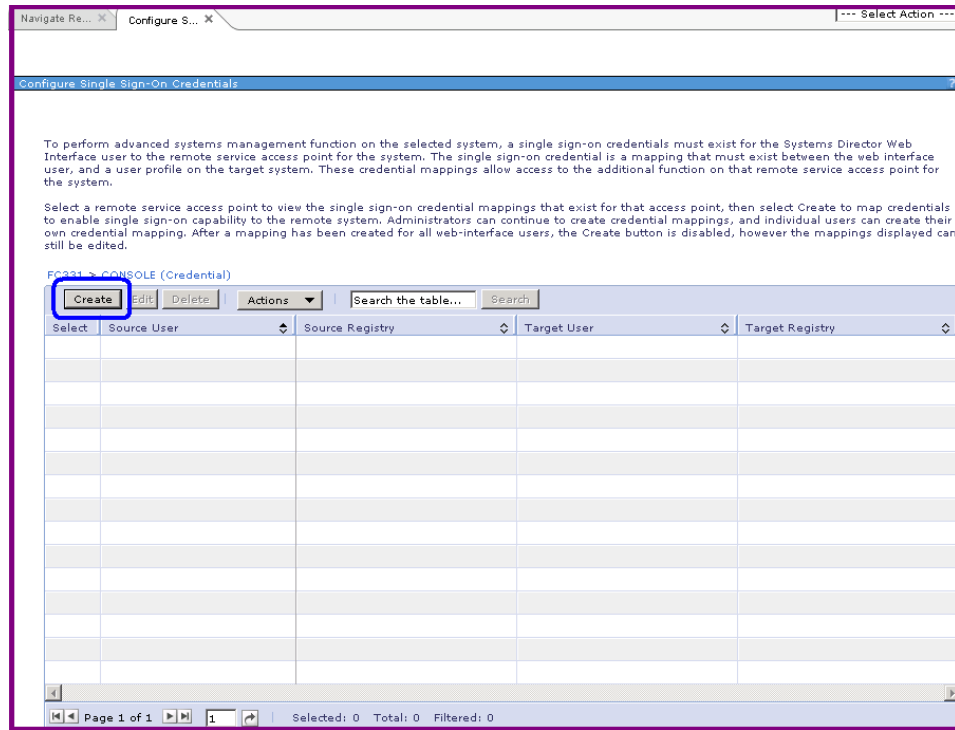 Navigate Re... Configure S... --- Select Action ---
Configure Single Sign-On Credentials ?
To perform advanced systems management function on the selected system, a single sign-on credentials must exist for the Systems Director Web
Interface user to the remote service access point for the system. The single sign-on credential is a mapping that must exist between the web interface
user, and a user profile on the target system. These credential mappings allow access to the additional function on that remote service access point for
the system.
Select a remote service access point to view the single sign-on credential mappings that exist for that access point, then select Create to map credentials
to enable single sign-on capability to the remote system. Administrators can continue to create credential mappings, and individual users can create their
own credential mapping. After a mapping has been created for all web-interface users, the Create button is disabled, however the mappings displayed can
still be edited.
FC331 > CONSOLE (Credential)
Create Edit Delete Actions Search the table... Search
Select Source User Source Registry Target User Target Registry
Page 1 of 1 1 Selected: 0 Total: 0 Filtered: 0